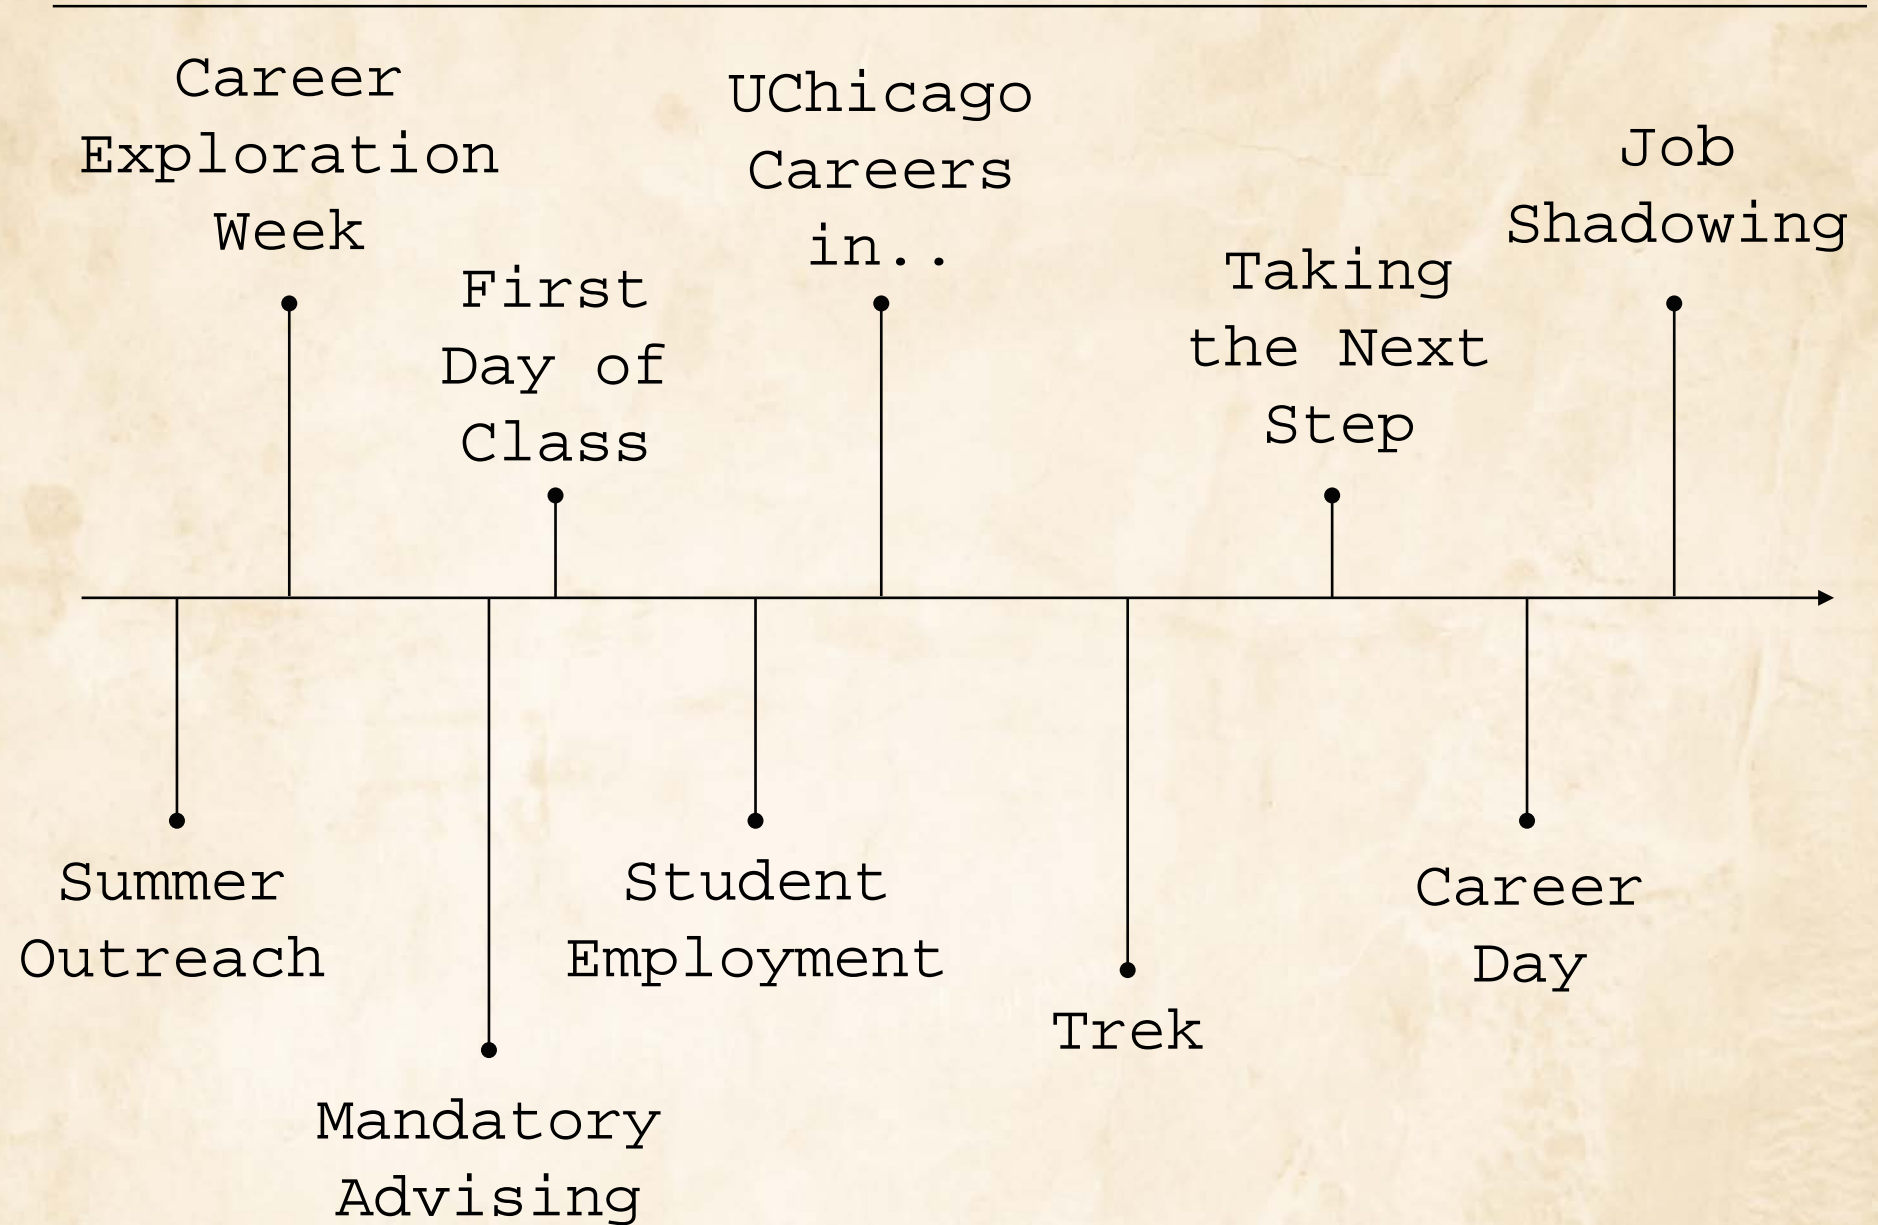 Career
Exploration
Week
First
Day of
Class
UChicago
Careers
in..
Taking
the Next
Step
Job
Shadowing
Summer
Outreach
Mandatory
Advising
Student
Employment
Trek
Career
Day